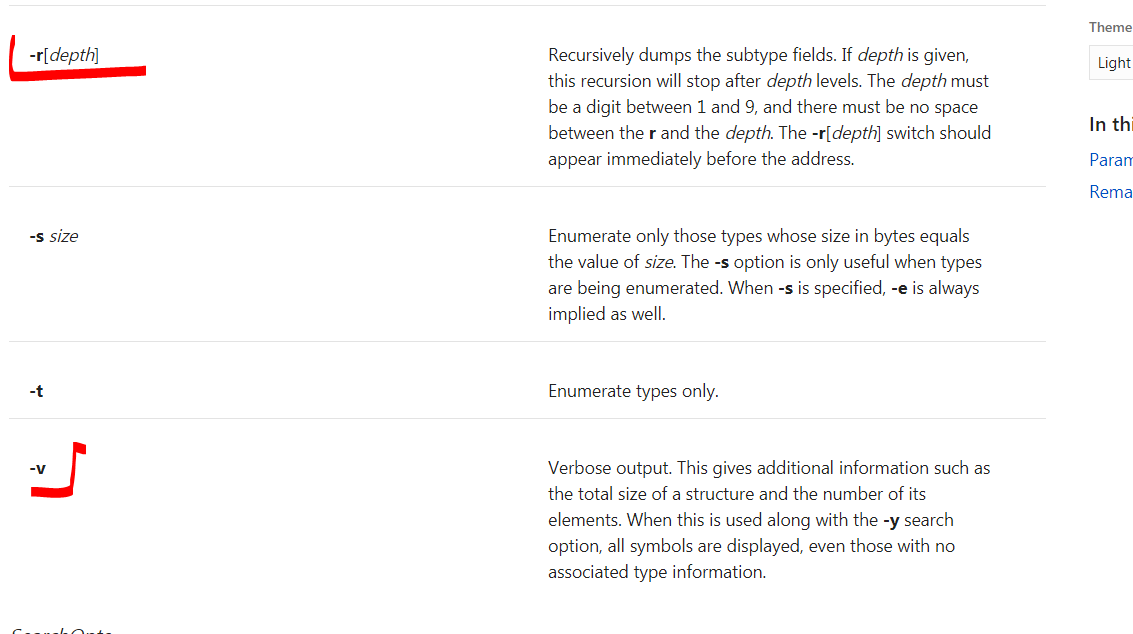 Theme
-r[depth]
Recursively dumps the subtype fields. If depth is given,
this recursion will stop after depth levels. The depth must
be a digit between 1 and 9, and there must be no space
between the r and the depth. The -r[depth] switch should
appear immediately before the address.
Light
In thi
Param
Rema
-s size
Enumerate only those types whose size in bytes equals
the value of size. The -s option is only useful when types
are being enumerated. When -s is specified, -e is always
implied as well.
-t
Enumerate types only.
-v
Verbose output. This gives additional information such as
the total size of a structure and the number of its
elements. When this is used along with the -y search
option, all symbols are displayed, even those with no
associated type information.